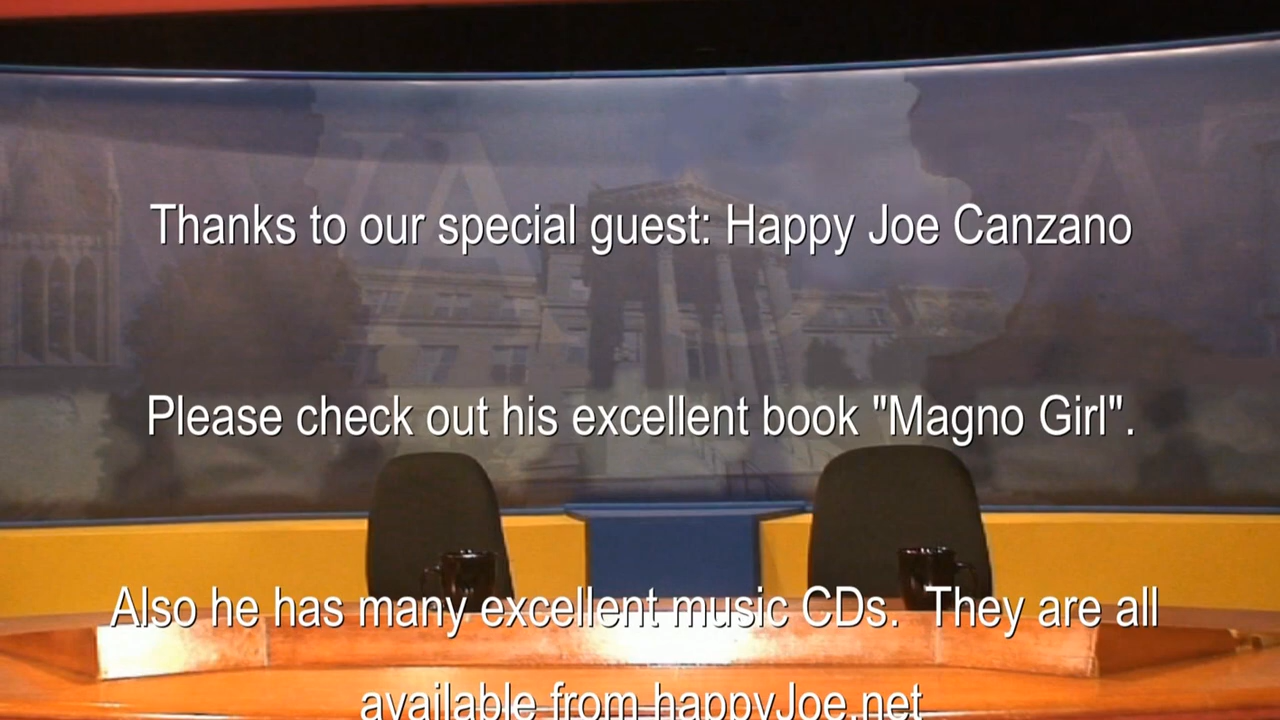 Thanks to our special guest: Happy Joe Canzano
Please check out his excellent book "Magno Girl".
Also he has many excellent music CDs.  They are all
available from happyJoe.net